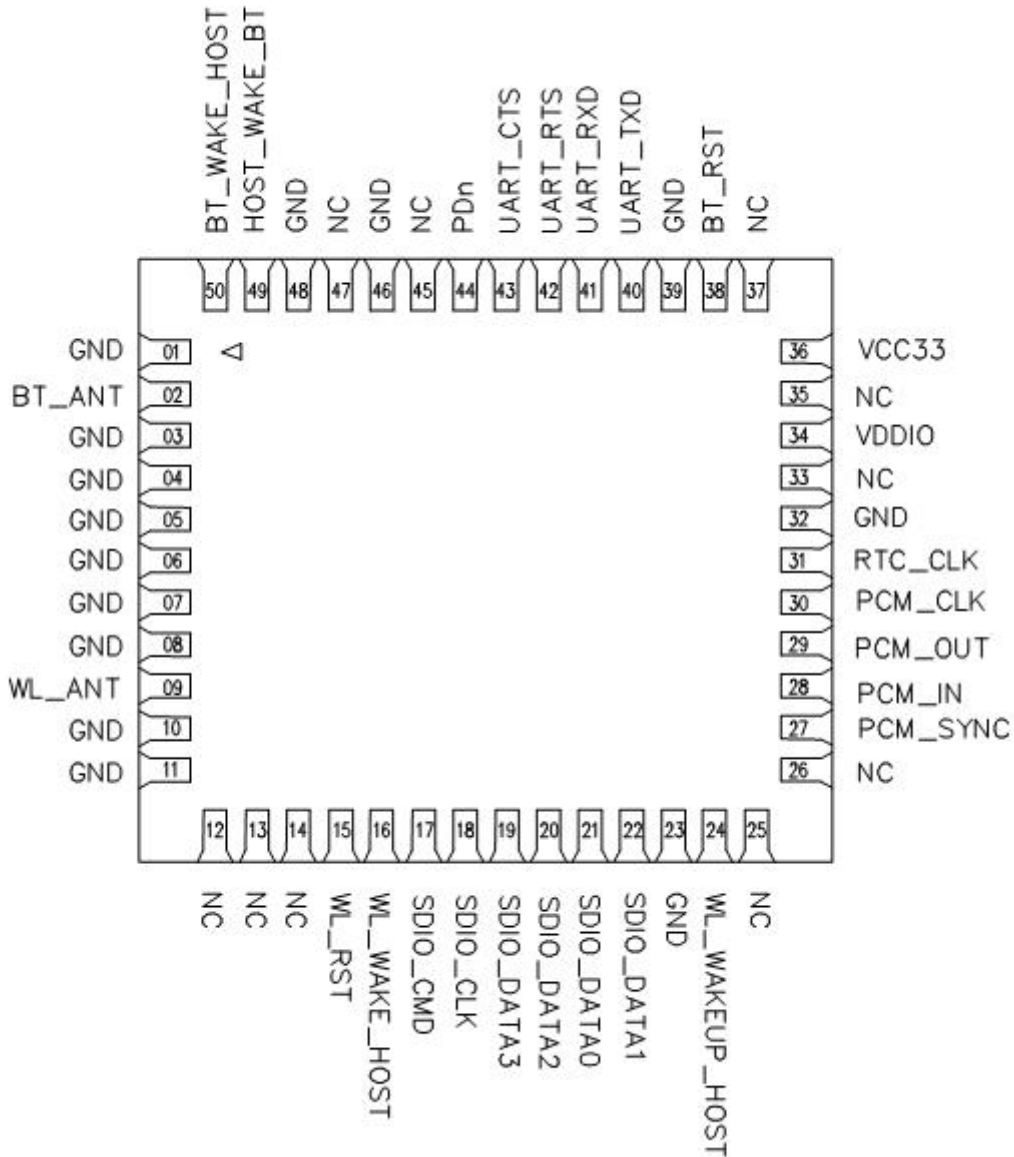 BT_WAKE_HOST
HOST_WAKE_BT
GND
NC
GND
NC
PDn
UART_CTS
UART_RTS
UART_RXD
UART_TXD
GND
BT_RST
NC
50 49 48 47 46 45 44 43 42 41 40 39 38 37
GND 01
BT_ANT 02
GND 03
GND 04
GND 05
GND 06
GND 07
GND 08
WL_ANT 09
GND 10
GND 11
36 VCC33
35 NC
34 VDDIO
33 NC
32 GND
31 RTC_CLK
30 PCM_CLK
29 PCM_OUT
28 PCM_IN
27 PCM_SYNC
26 NC
12 13 14 15 16 17 18 19 20 21 22 23 24 25
NC
NC
NC
WL_RST
WL_WAKE_HOST
SDIO_CMD
SDIO_CLK
SDIO_DATA3
SDIO_DATA2
SDIO_DATA0
SDIO_DATA1
GND
WL_WAKEUP_HOST
NC